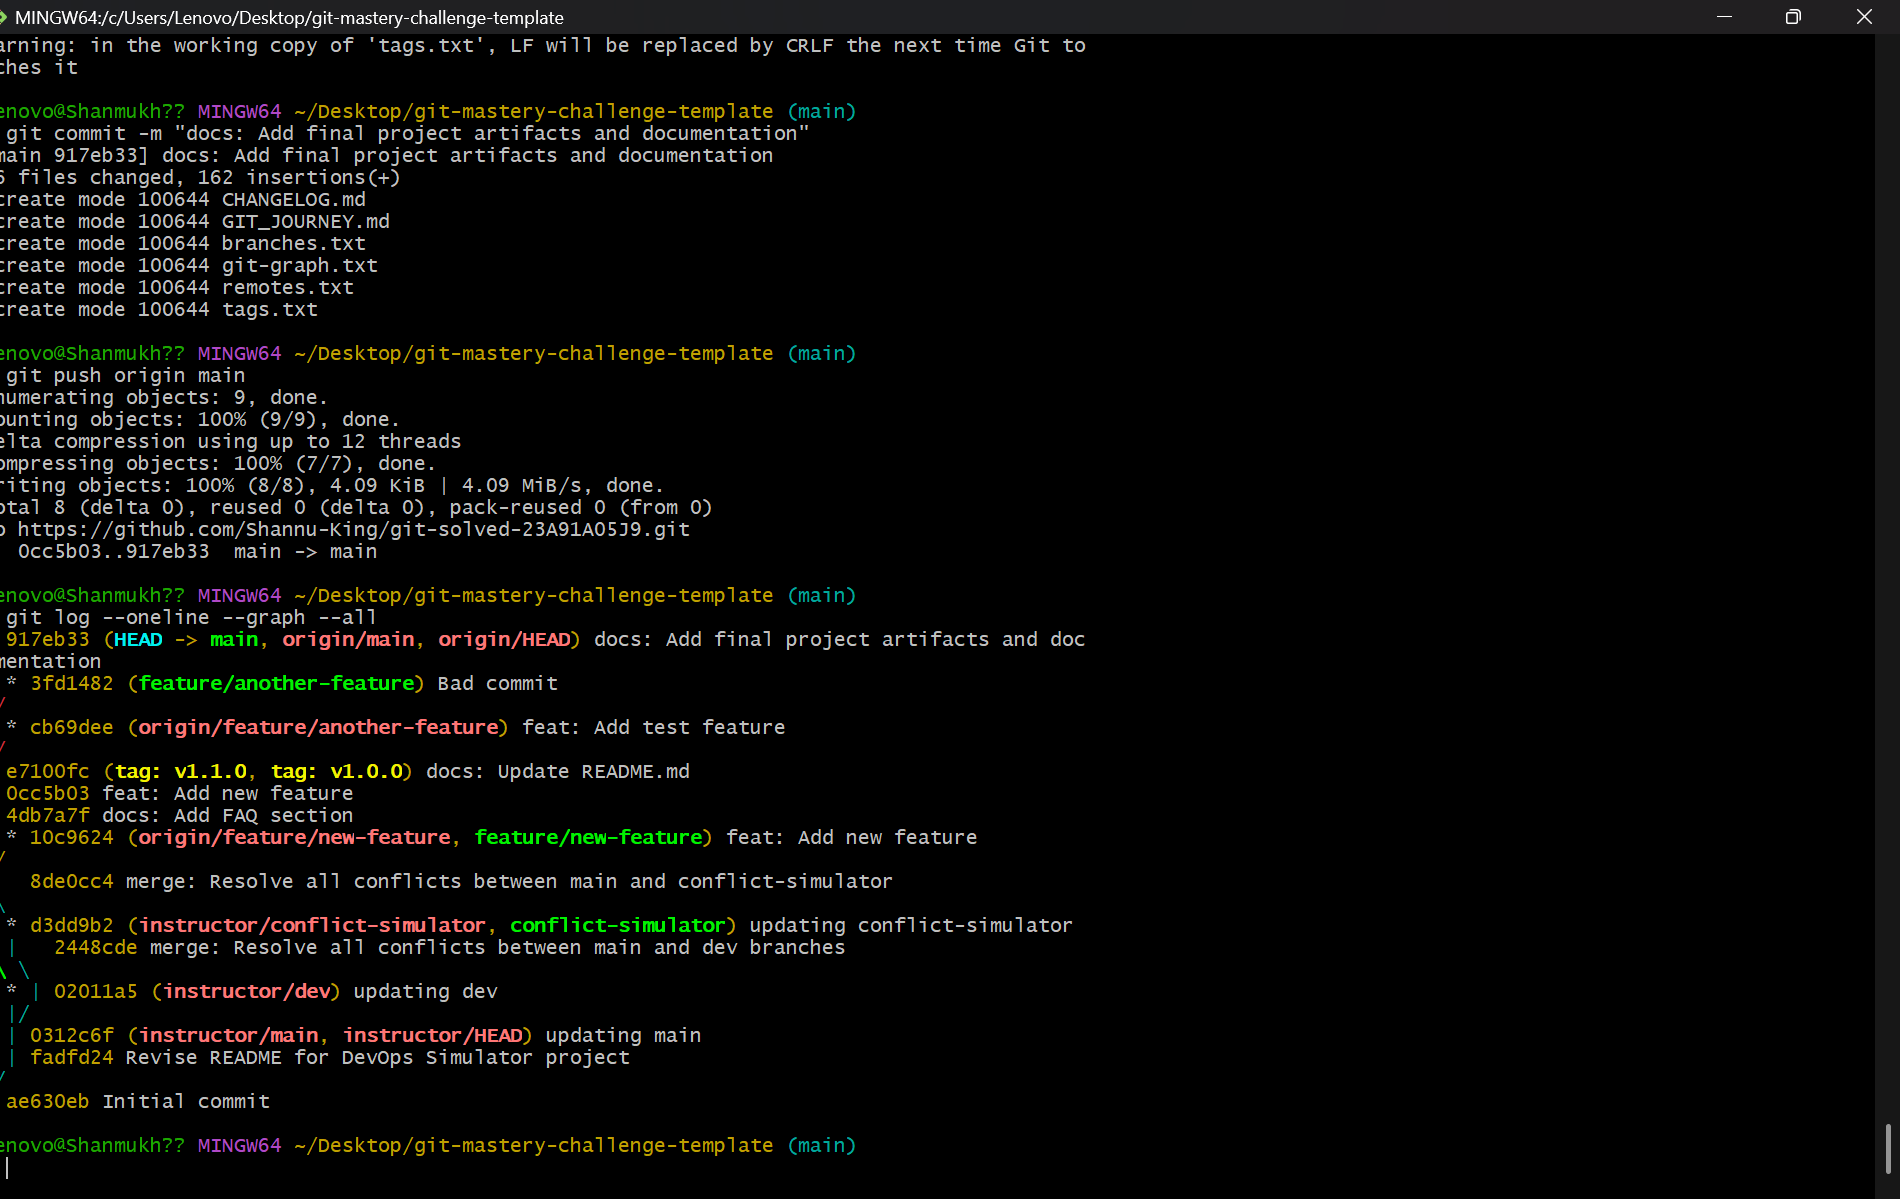 MINGW64:/c/Users/Lenovo/Desktop/git-mastery-challenge-template
arning: in the working copy of 'tags.txt', LF will be replaced by CRLF the next time Git to
ches it
enovo@Shanmukh?? MINGW64 ~/Desktop/git-mastery-challenge-template (main)
git commit -m "docs: Add final project artifacts and documentation"
main 917eb33] docs: Add final project artifacts and documentation
6 files changed, 162 insertions(+)
create mode 100644 CHANGELOG.md
create mode 100644 GIT_JOURNEY.md
create mode 100644 branches.txt
create mode 100644 git-graph.txt
create mode 100644 remotes.txt
create mode 100644 tags.txt
enovo@Shanmukh?? MINGW64 ~/Desktop/git-mastery-challenge-template (main)
git push origin main
numerating objects: 9, done.
ounting objects: 100% (9/9), done.
elta compression using up to 12 threads
ompressing objects: 100% (7/7), done.
riting objects: 100% (8/8), 4.09 KiB | 4.09 MiB/s, done.
otal 8 (delta 0), reused 0 (delta 0), pack-reused 0 (from 0)
o https://github.com/Shannu-King/git-solved-23A91A05J9.git
0cc5b03..917eb33  main -> main
enovo@Shanmukh?? MINGW64 ~/Desktop/git-mastery-challenge-template (main)
git log --oneline --graph --all
917eb33 (HEAD -> main, origin/main, origin/HEAD) docs: Add final project artifacts and doc
mentation
* 3fd1482 (feature/another-feature) Bad commit
/
* cb69dee (origin/feature/another-feature) feat: Add test feature
/
e7100fc (tag: v1.1.0, tag: v1.0.0) docs: Update README.md
0cc5b03 feat: Add new feature
4db7a7f docs: Add FAQ section
* 10c9624 (origin/feature/new-feature, feature/new-feature) feat: Add new feature
/
8de0cc4 merge: Resolve all conflicts between main and conflict-simulator
\
* d3dd9b2 (instructor/conflict-simulator, conflict-simulator) updating conflict-simulator
|   2448cde merge: Resolve all conflicts between main and dev branches
\ \
* | 02011a5 (instructor/dev) updating dev
|/
| 0312c6f (instructor/main, instructor/HEAD) updating main
| fadfd24 Revise README for DevOps Simulator project
/
ae630eb Initial commit
enovo@Shanmukh?? MINGW64 ~/Desktop/git-mastery-challenge-template (main)